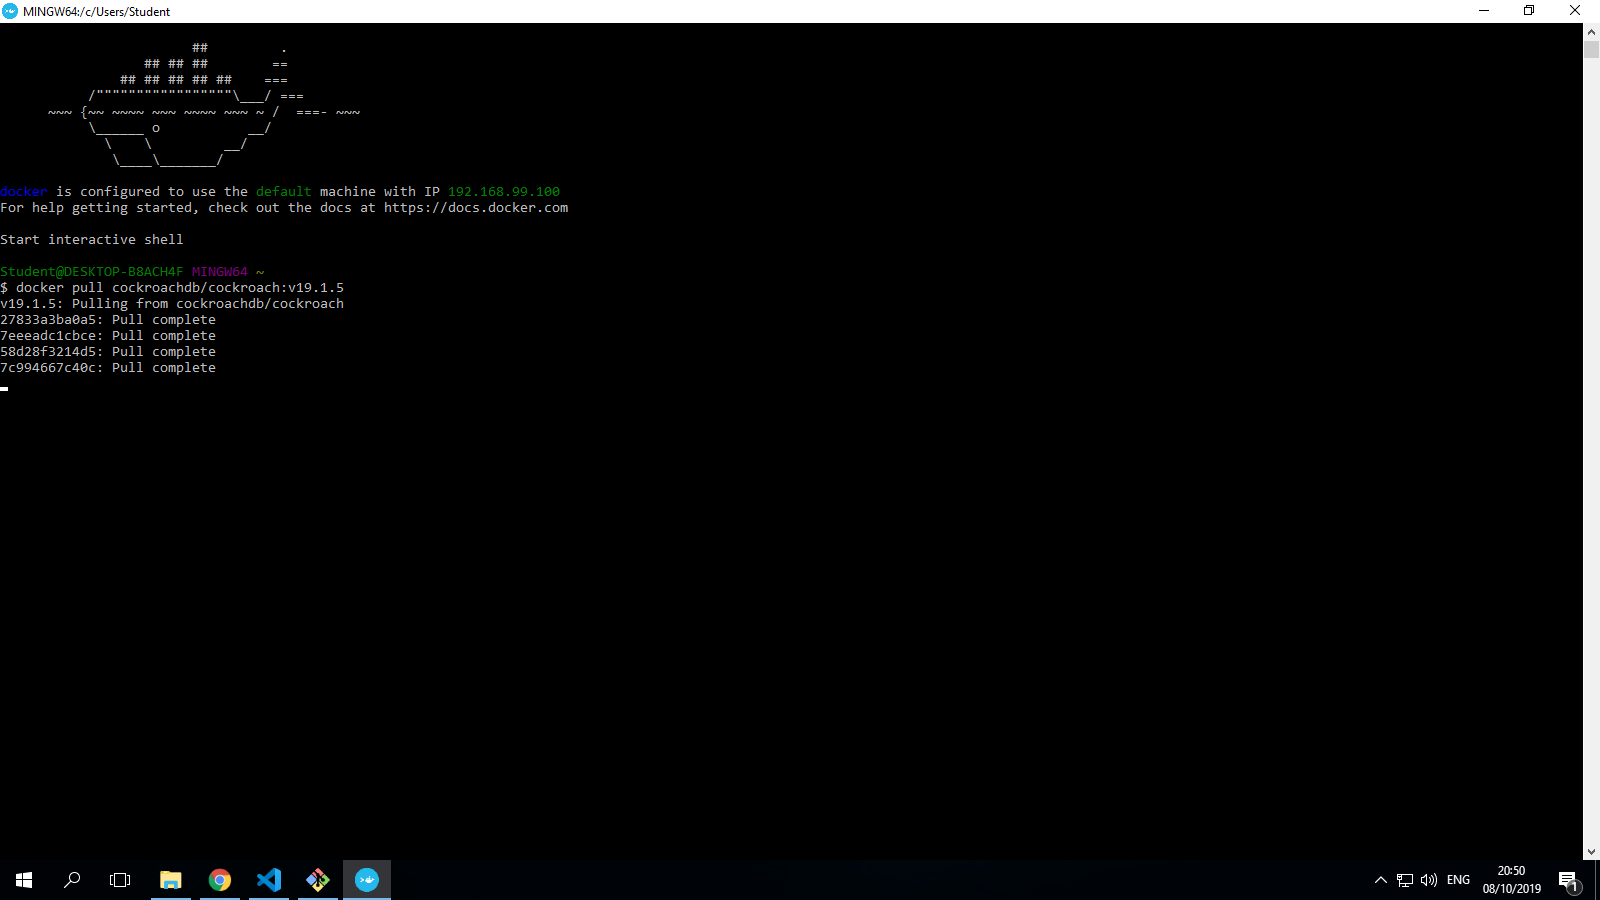 MINGW64:/c/Users/Student
                        ##         .
                  ## ## ##        ==
               ## ## ## ## ##    ===
           /"""""""""""""""""\___/ ===
      ~~~ {~~ ~~~~ ~~~ ~~~~ ~~~ ~ /  ===- ~~~
           \______ o           __/
             \    \         __/
              \____\_______/
docker is configured to use the default machine with IP 192.168.99.100
For help getting started, check out the docs at https://docs.docker.com
Start interactive shell
Student@DESKTOP-B8ACH4F MINGW64 ~
$ docker pull cockroachdb/cockroach:v19.1.5
v19.1.5: Pulling from cockroachdb/cockroach
27833a3ba0a5: Pull complete
7eeeadc1cbce: Pull complete
58d28f3214d5: Pull complete
7c994667c40c: Pull complete
ENG
20:50
08/10/2019
1